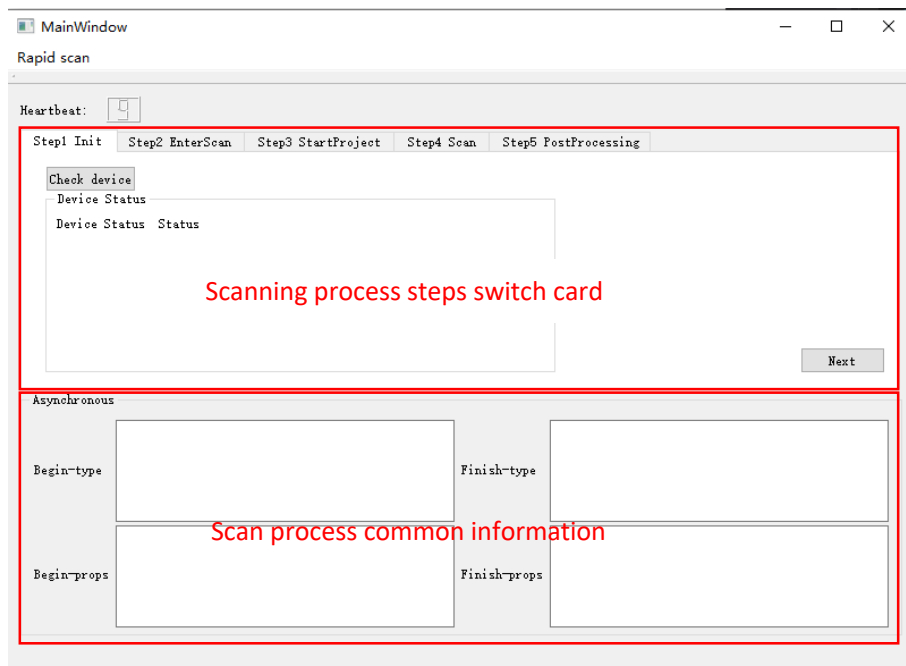 MainWindow
Rapid scan
Heartbeat: 9
Step1 Init Step2 EnterScan Step3 StartProject Step4 Scan Step5 PostProcessing
Check device
Device Status
Device Status Status
Scanning process steps switch card
Next
Asynchronous
Begin-type Finish-type
Scan process common information
Begin-props Finish-props